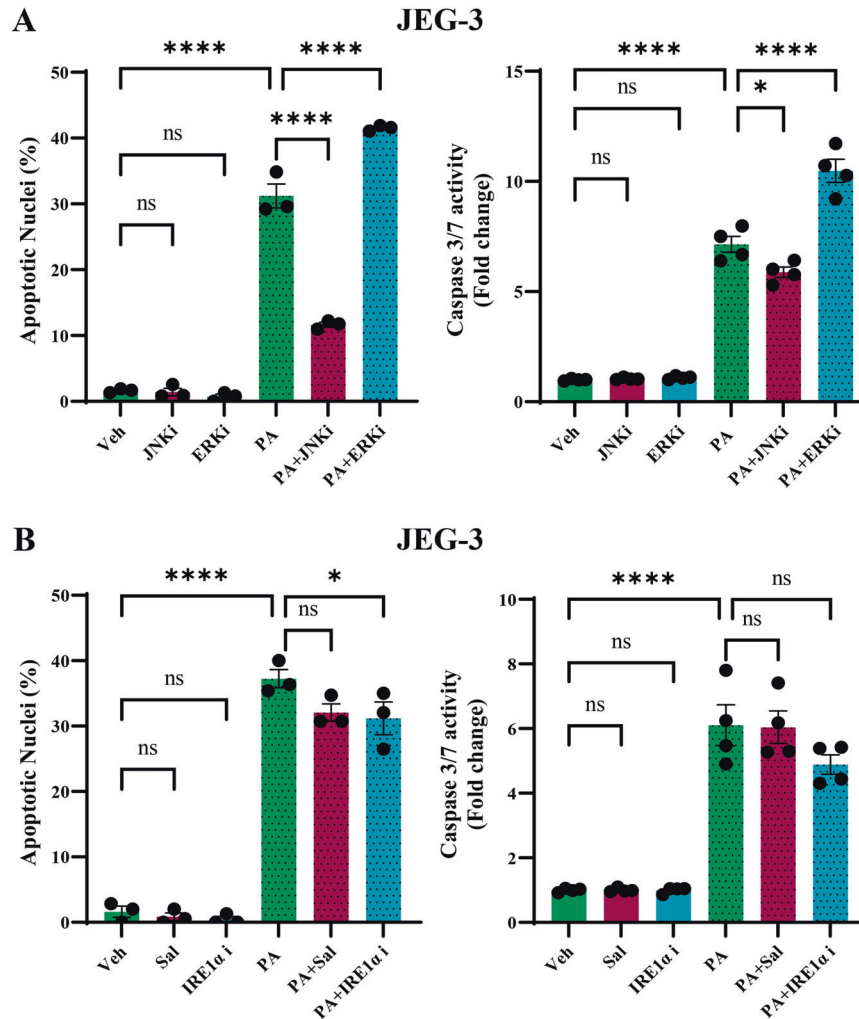 A
JEG-3
Apoptotic Nuclei (%)
50
40
30
20
10
0
****
****
ns
****
ns
Veh
JNKi
ERKi
PA
PA+JNKi
PA+ERKi
Caspase 3/7 activity
(Fold change)
15
10
5
0
****
****
ns
*
ns
Veh
JNKi
ERKi
PA
PA+JNKi
PA+ERKi
B
JEG-3
Apoptotic Nuclei (%)
50
40
30
20
10
0
****
*
ns
ns
ns
Veh
Sal
IRE1α i
PA
PA+Sal
PA+IRE1α i
Caspase 3/7 activity
(Fold change)
10
8
6
4
2
0
****
ns
ns
ns
ns
Veh
Sal
IRE1α i
PA
PA+Sal
PA+IRE1α i